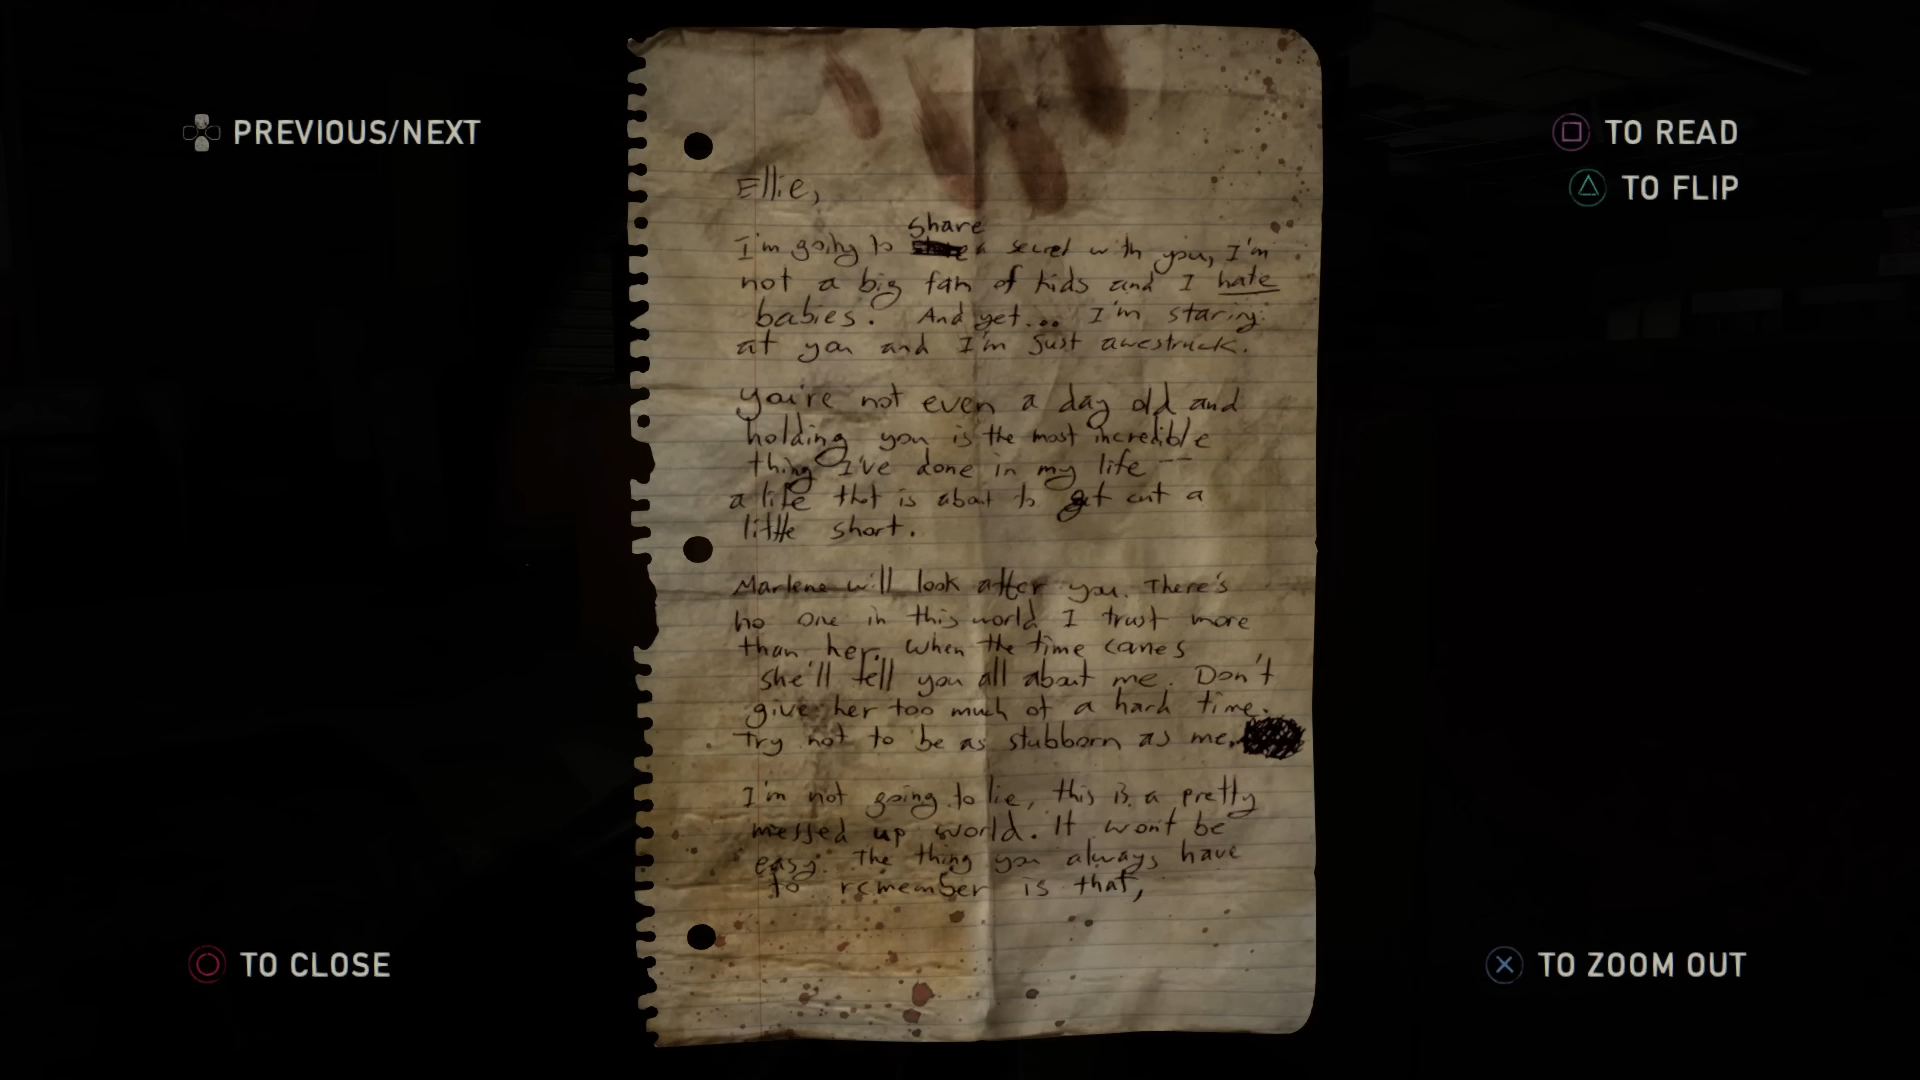 PREVIOUS/NEXT
TO READ
TO FLIP
Ellie,
share
I'm going to a secret with you, I'm
not a big fan of kids and I hate
babies. And yet... I'm staring
at you and I'm just awestruck.
You're not even a day old and
holding you is the most incredible
thing I've done in my life --
a life that is about to get cut a
little short.
Marlene will look after you. There's
no one in this world I trust more
than her. When the time comes
she'll tell you all about me. Don't
give her too much of a hard time.
Try not to be as stubborn as me.
I'm not going to lie, this is a pretty
messed up world. It won't be
easy. The thing you always have
to remember is that,
TO CLOSE
TO ZOOM OUT